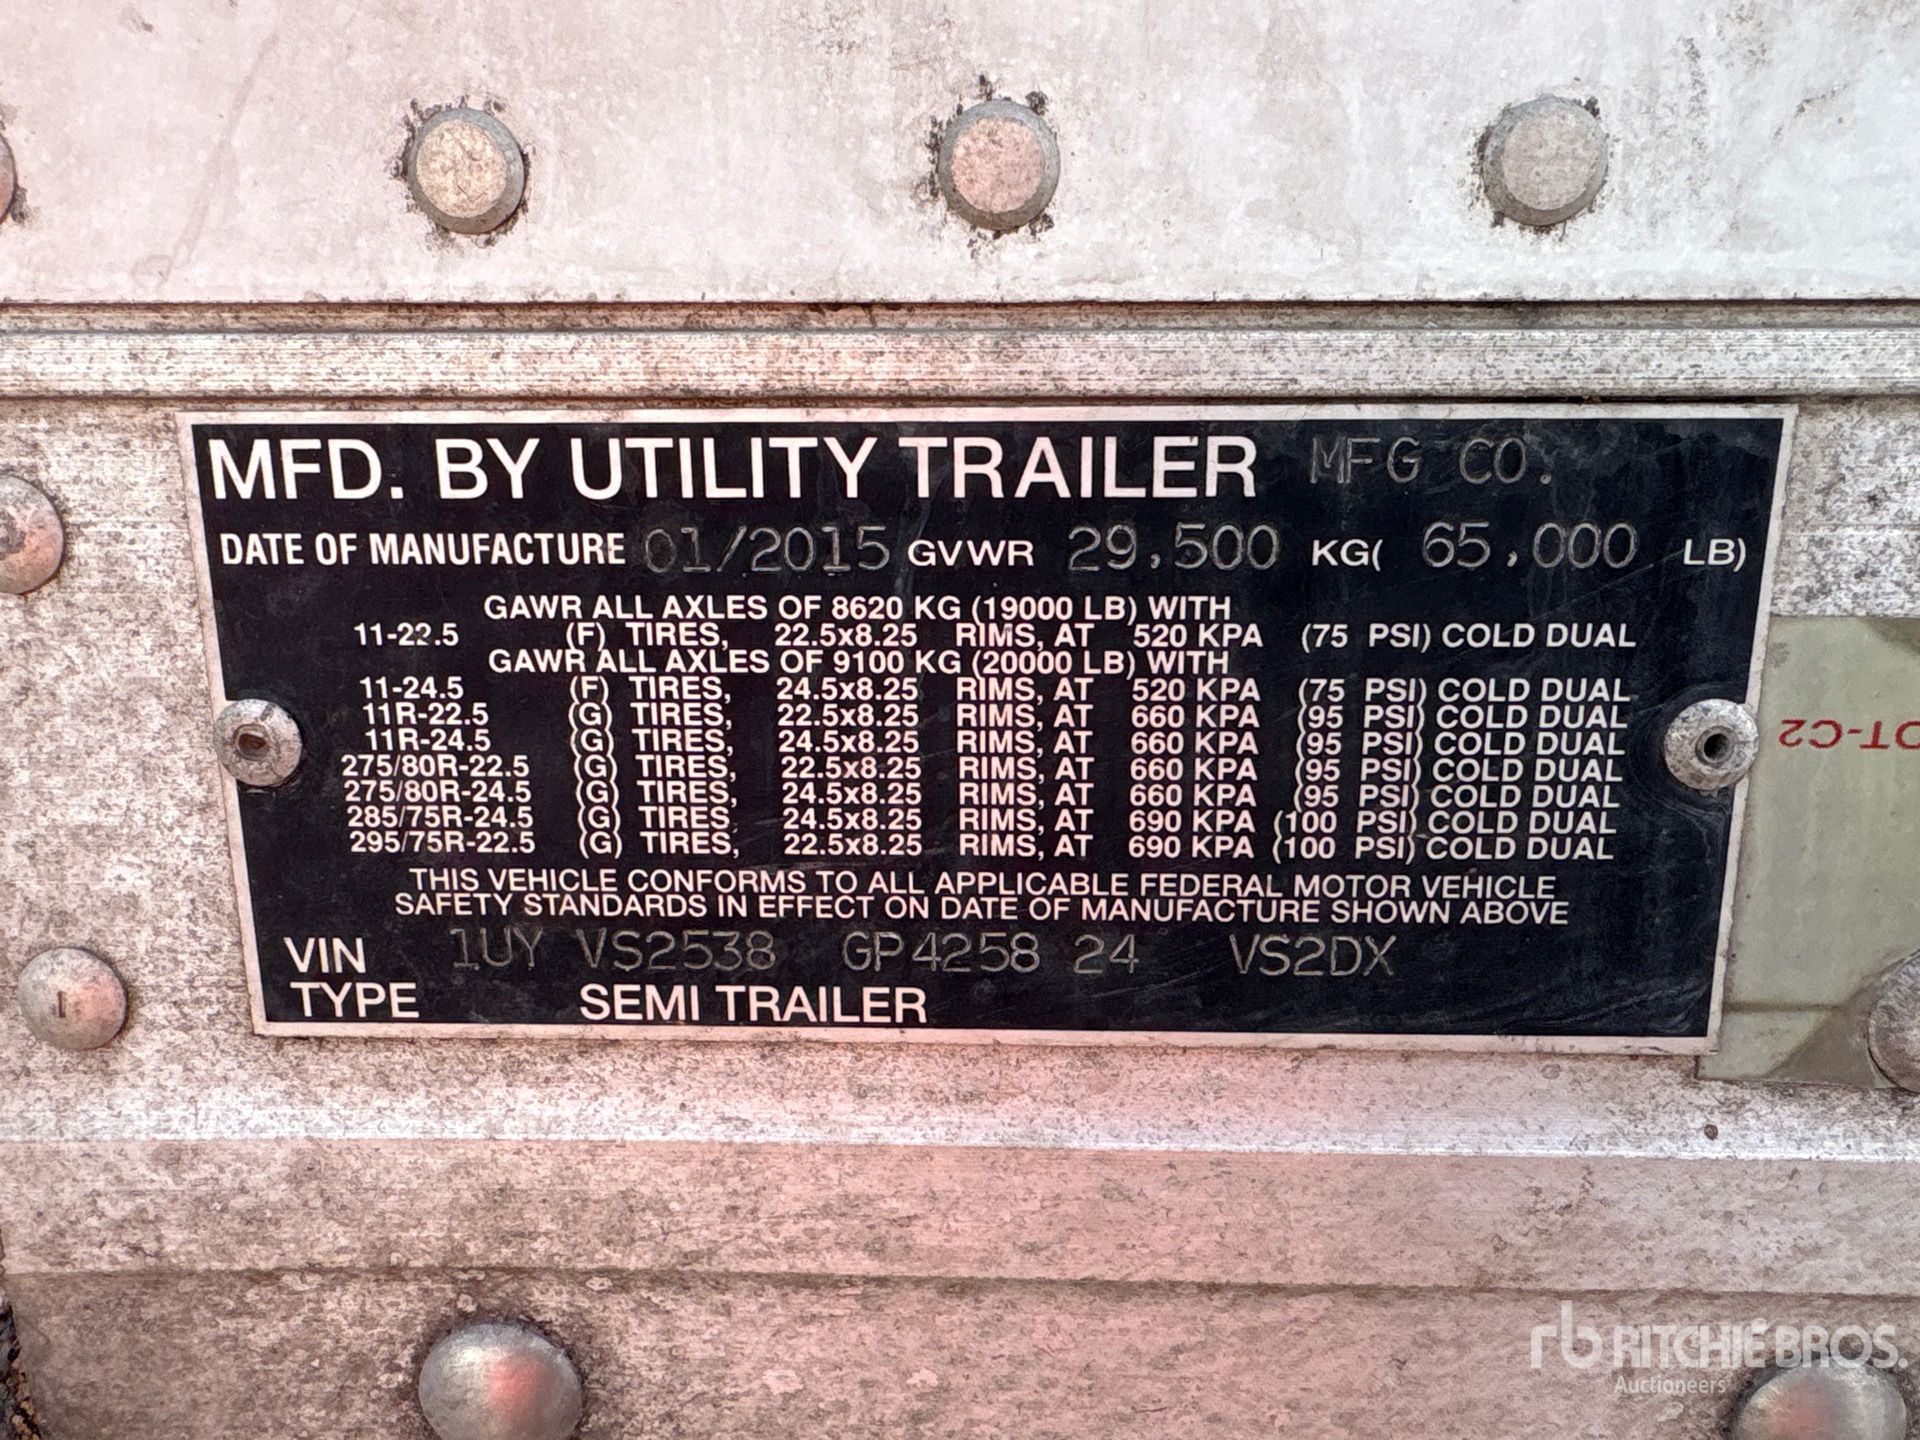 MFD. BY UTILITY TRAILER MFG CO.
DATE OF MANUFACTURE 01/2015 GVWR 29,500 KG( 65,000 LB)
GAWR ALL AXLES OF 8620 KG (19000 LB) WITH
11-22.5 (F) TIRES, 22.5x8.25 RIMS, AT 520 KPA (75 PSI) COLD DUAL
GAWR ALL AXLES OF 9100 KG (20000 LB) WITH
11-24.5 (F) TIRES, 24.5x8.25 RIMS, AT 520 KPA (75 PSI) COLD DUAL
11R-22.5 (G) TIRES, 22.5x8.25 RIMS, AT 660 KPA (95 PSI) COLD DUAL
11R-24.5 (G) TIRES, 24.5x8.25 RIMS, AT 660 KPA (95 PSI) COLD DUAL
275/80R-22.5 (G) TIRES, 22.5x8.25 RIMS, AT 660 KPA (95 PSI) COLD DUAL
275/80R-24.5 (G) TIRES, 24.5x8.25 RIMS, AT 660 KPA (95 PSI) COLD DUAL
285/75R-24.5 (G) TIRES, 24.5x8.25 RIMS, AT 690 KPA (100 PSI) COLD DUAL
295/75R-22.5 (G) TIRES, 22.5x8.25 RIMS, AT 690 KPA (100 PSI) COLD DUAL
THIS VEHICLE CONFORMS TO ALL APPLICABLE FEDERAL MOTOR VEHICLE
SAFETY STANDARDS IN EFFECT ON DATE OF MANUFACTURE SHOWN ABOVE
VIN 1UY VS2538 GP4258 24 VS2DX
TYPE SEMI TRAILER
OT-C2
rb RITCHIE BROS.
Auctioneers